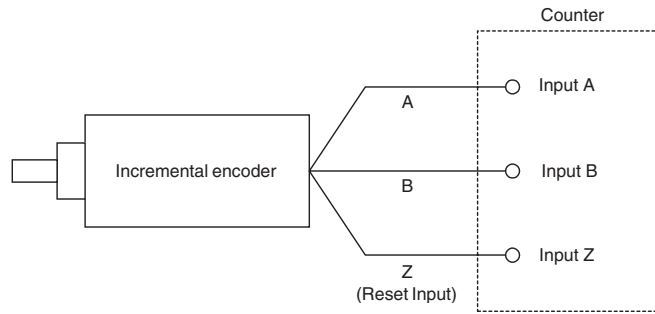 Counter
A
Input A
Incremental encoder
B
Input B
Z
(Reset Input)
Input Z